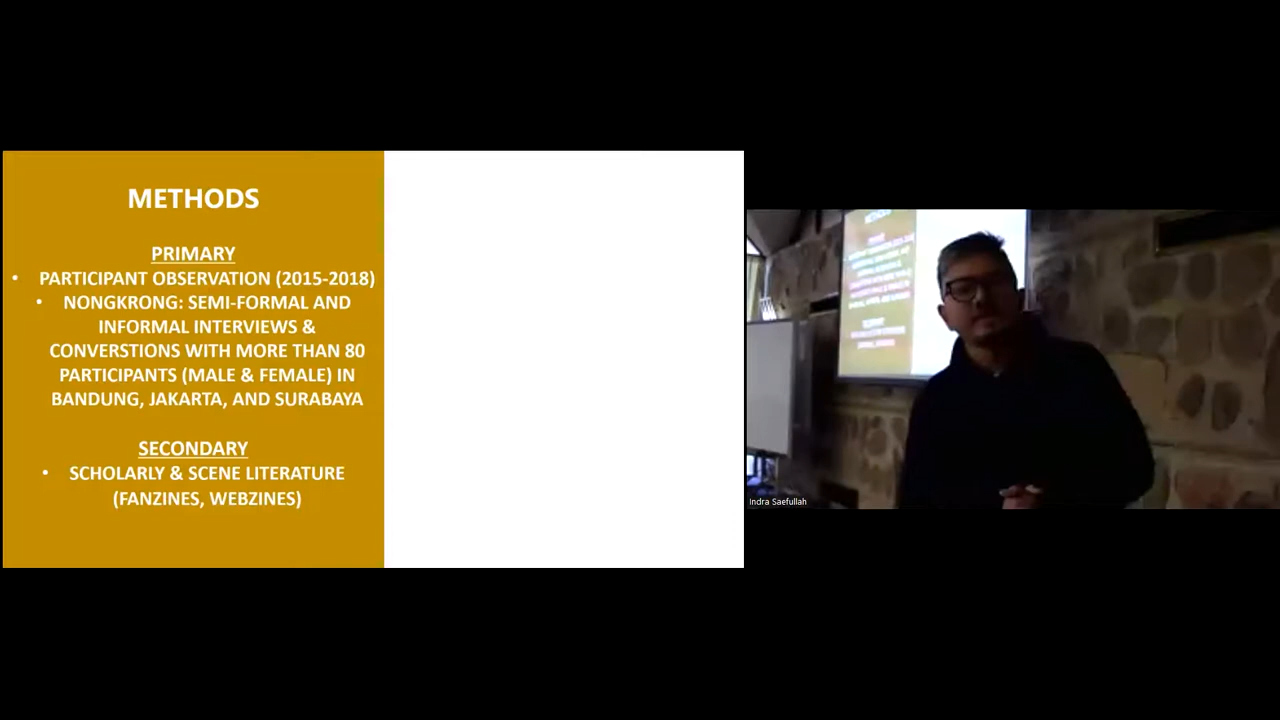 METHODS
PRIMARY
• PARTICIPANT OBSERVATION (2015-2018)
• NONGKRONG: SEMI-FORMAL AND
INFORMAL INTERVIEWS &
CONVERSTIONS WITH MORE THAN 80
PARTICIPANTS (MALE & FEMALE) IN
BANDUNG, JAKARTA, AND SURABAYA
SECONDARY
• SCHOLARLY & SCENE LITERATURE
(FANZINES, WEBZINES)
Indra Saefullah